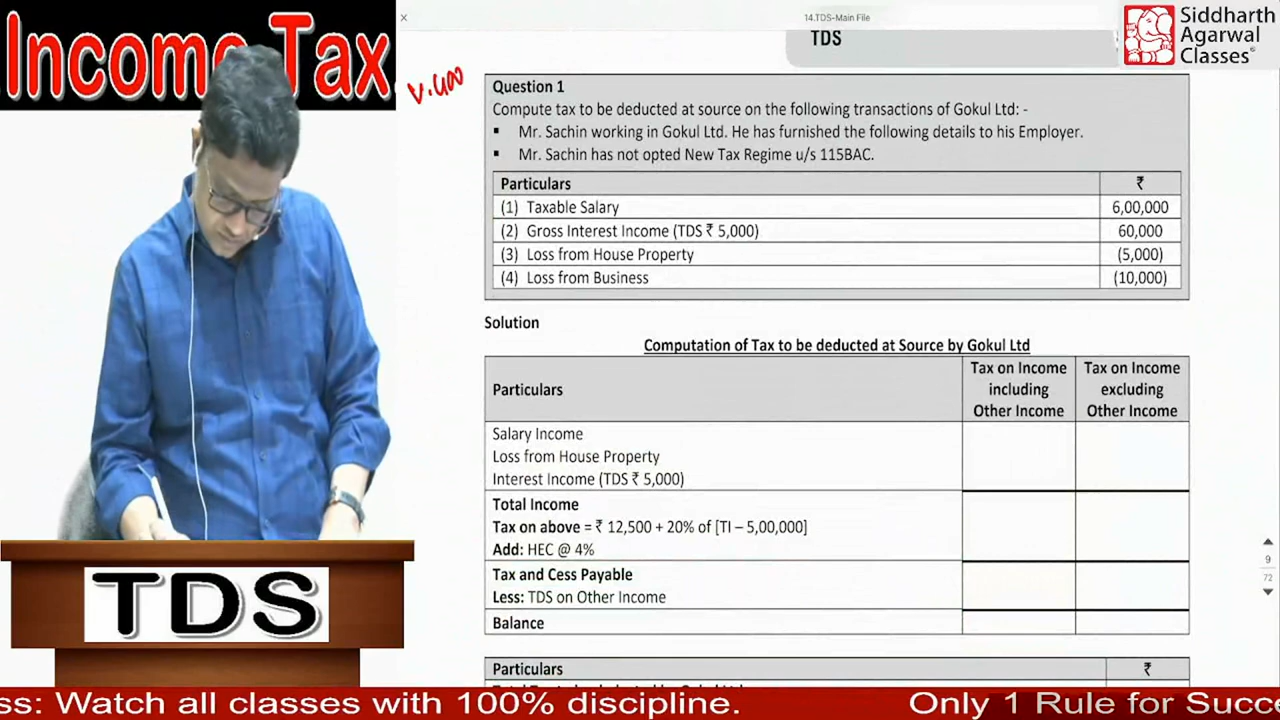 Income Tax
14.TDS-Main File
Siddharth
Agarwal
Classes
TDS
Question 1
Compute tax to be deducted at source on the following transactions of Gokul Ltd: -
▪ Mr. Sachin working in Gokul Ltd. He has furnished the following details to his Employer.
▪ Mr. Sachin has not opted New Tax Regime u/s 115BAC.
Particulars ₹
(1) Taxable Salary 6,00,000
(2) Gross Interest Income (TDS ₹ 5,000) 60,000
(3) Loss from House Property (5,000)
(4) Loss from Business (10,000)
Solution
Computation of Tax to be deducted at Source by Gokul Ltd
Particulars
Tax on Income
including
Other Income
Tax on Income
excluding
Other Income
Salary Income
Loss from House Property
Interest Income (TDS ₹ 5,000)
Total Income
Tax on above = ₹ 12,500 + 20% of [TI – 5,00,000]
Add: HEC @ 4%
Tax and Cess Payable
Less: TDS on Other Income
Balance
Particulars ₹
9
72
TDS
ss: Watch all classes with 100% discipline. Only 1 Rule for Succe